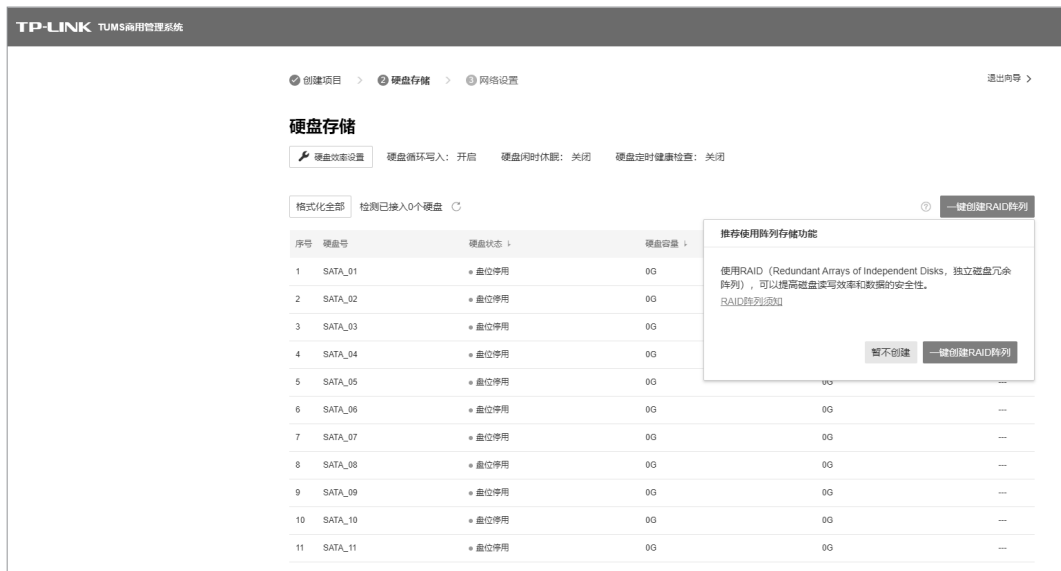 TP-LINK TUMS商用管理系统
创建项目 > 2 硬盘存储 > 3 网络设置 退出向导 >
硬盘存储
硬盘效率设置 硬盘循环写入： 开启 硬盘闲时休眠： 关闭 硬盘定时健康检查： 关闭
格式化全部 检测已接入0个硬盘 ? 一键创建RAID阵列
序号 硬盘号 硬盘状态 硬盘容量
推荐使用阵列存储功能
使用RAID（Redundant Arrays of Independent Disks，独立磁盘冗余
阵列），可以提高磁盘读写效率和数据的安全性。
RAID阵列须知
暂不创建 一键创建RAID阵列
1 SATA_01 盘位停用 0G
2 SATA_02 盘位停用 0G
3 SATA_03 盘位停用 0G
4 SATA_04 盘位停用 0G
5 SATA_05 盘位停用 0G 0G ---
6 SATA_06 盘位停用 0G 0G ---
7 SATA_07 盘位停用 0G 0G ---
8 SATA_08 盘位停用 0G 0G ---
9 SATA_09 盘位停用 0G 0G ---
10 SATA_10 盘位停用 0G 0G ---
11 SATA_11 盘位停用 0G 0G ---